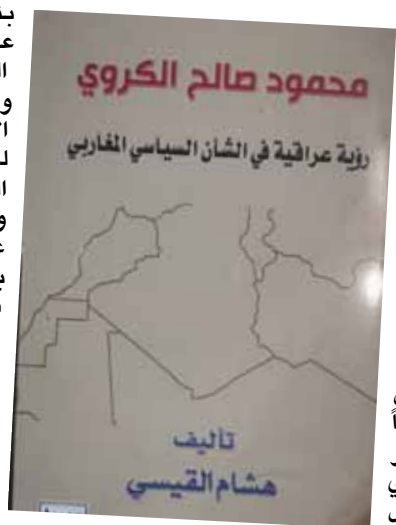 محمود صالح الكروي
رؤية عراقية في الشأن السياسي المغاربي
تأليف
هشام القيسي